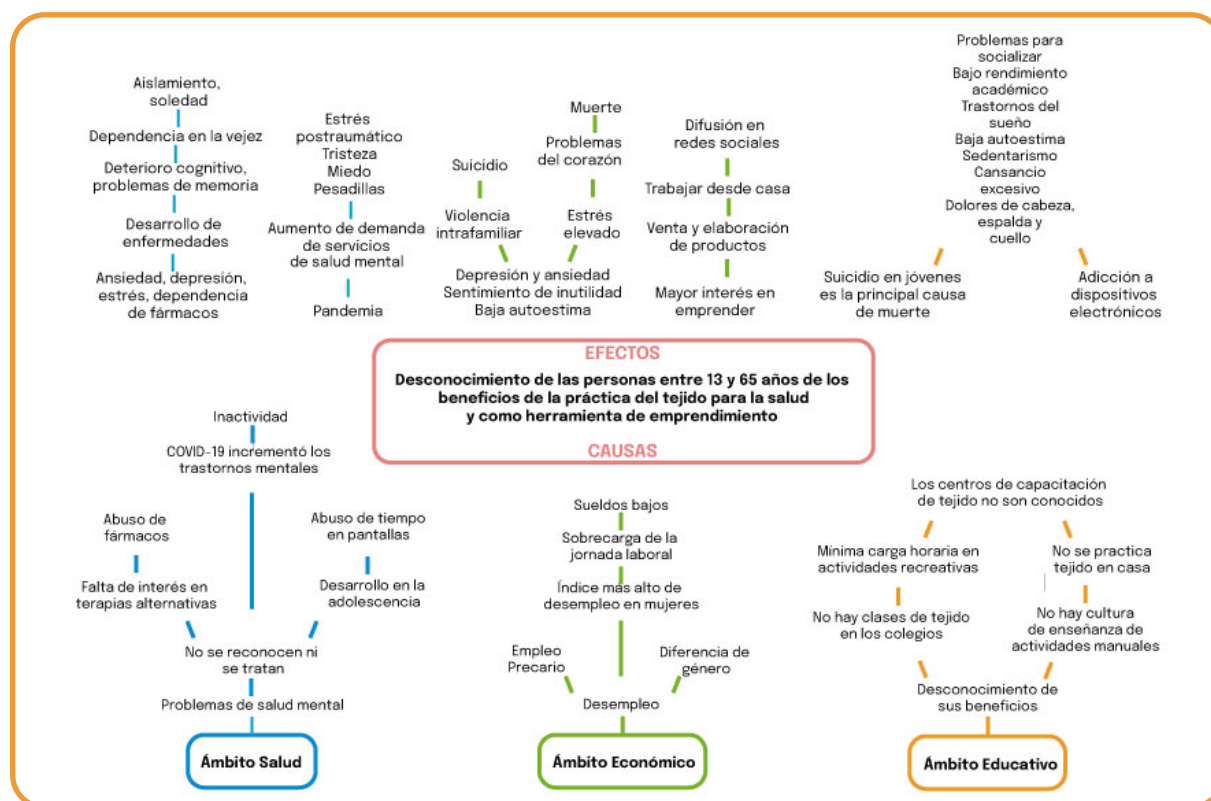 Aislamiento,
soledad
Dependencia en la vejez
Deterioro cognitivo,
problemas de memoria
Desarrollo de
enfermedades
Ansiedad, depresión,
estrés, dependencia
de fármacos
Estrés
postraumático
Tristeza
Miedo
Pesadillas
Aumento de demanda
de servicios
de salud mental
Pandemia
Suicidio
Violencia
intrafamiliar
Muerte
Problemas
del corazón
Estrés
elevado
Depresión y ansiedad
Sentimiento de inutilidad
Baja autoestima
Difusión en
redes sociales
Trabajar desde casa
Venta y elaboración
de productos
Mayor interés en
emprender
Problemas para
socializar
Bajo rendimiento
académico
Trastornos del
sueño
Baja autoestima
Sedentarismo
Cansancio
excesivo
Dolores de cabeza,
espalda y
cuello
Suicidio en jóvenes
es la principal causa
de muerte
Adicción a
dispositivos
electrónicos
EFECTOS
Desconocimiento de las personas entre 13 y 65 años de los
beneficios de la práctica del tejido para la salud
y como herramienta de emprendimiento
CAUSAS
Inactividad
COVID-19 incrementó los
trastornos mentales
Abuso de
fármacos
Falta de interés en
terapias alternativas
Abuso de tiempo
en pantallas
Desarrollo en la
adolescencia
No se reconocen ni
se tratan
Problemas de salud mental
Ámbito Salud
Sueldos bajos
Sobrecarga de la
jornada laboral
Índice más alto de
desempleo en mujeres
Empleo
Precario
Diferencia de
género
Desempleo
Ámbito Económico
Los centros de capacitación
de tejido no son conocidos
Mínima carga horaria en
actividades recreativas
No hay clases de tejido
en los colegios
No se practica
tejido en casa
No hay cultura
de enseñanza de
actividades manuales
Desconocimiento de
sus beneficios
Ámbito Educativo